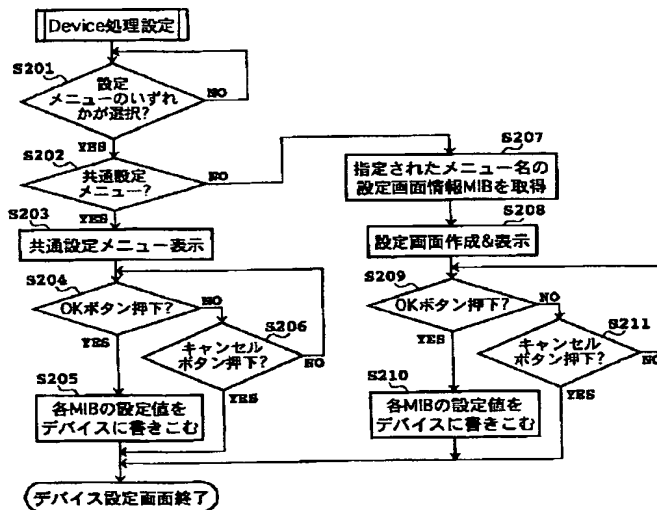 Device処理設定
S201
設定
メニューのいずれ
かが選択?
NO
YES
S202
共通設定
メニュー?
NO
YES
S203
共通設定メニュー表示
S204
OKボタン押下?
NO
YES
S206
キャンセル
ボタン押下?
NO
YES
S205
各MIBの設定値を
デバイスに書きこむ
S207
指定されたメニュー名の
設定画面情報MIBを取得
S208
設定画面作成&表示
S209
OKボタン押下?
NO
YES
S211
キャンセル
ボタン押下?
NO
YES
S210
各MIBの設定値を
デバイスに書きこむ
デバイス設定画面終了